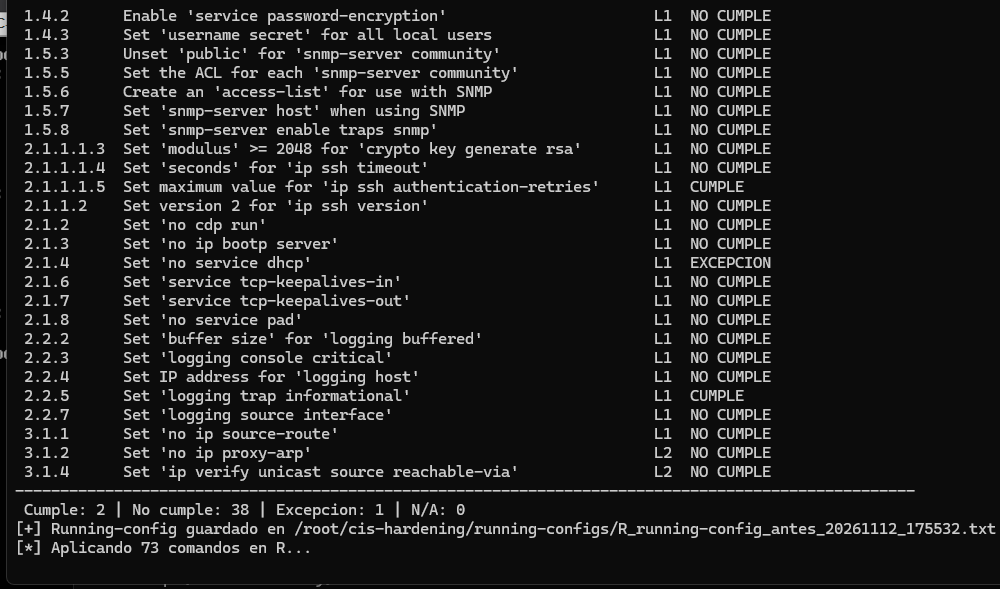 1.4.2 Enable 'service password-encryption' L1 NO CUMPLE
1.4.3 Set 'username secret' for all local users L1 NO CUMPLE
1.5.3 Unset 'public' for 'snmp-server community' L1 NO CUMPLE
1.5.5 Set the ACL for each 'snmp-server community' L1 NO CUMPLE
1.5.6 Create an 'access-list' for use with SNMP L1 NO CUMPLE
1.5.7 Set 'snmp-server host' when using SNMP L1 NO CUMPLE
1.5.8 Set 'snmp-server enable traps snmp' L1 NO CUMPLE
2.1.1.1.3 Set 'modulus' >= 2048 for 'crypto key generate rsa' L1 NO CUMPLE
2.1.1.1.4 Set 'seconds' for 'ip ssh timeout' L1 NO CUMPLE
2.1.1.1.5 Set maximum value for 'ip ssh authentication-retries' L1 CUMPLE
2.1.1.2 Set version 2 for 'ip ssh version' L1 NO CUMPLE
2.1.2 Set 'no cdp run' L1 NO CUMPLE
2.1.3 Set 'no ip bootp server' L1 NO CUMPLE
2.1.4 Set 'no service dhcp' L1 EXCEPCION
2.1.6 Set 'service tcp-keepalives-in' L1 NO CUMPLE
2.1.7 Set 'service tcp-keepalives-out' L1 NO CUMPLE
2.1.8 Set 'no service pad' L1 NO CUMPLE
2.2.2 Set 'buffer size' for 'logging buffered' L1 NO CUMPLE
2.2.3 Set 'logging console critical' L1 NO CUMPLE
2.2.4 Set IP address for 'logging host' L1 NO CUMPLE
2.2.5 Set 'logging trap informational' L1 CUMPLE
2.2.7 Set 'logging source interface' L1 NO CUMPLE
3.1.1 Set 'no ip source-route' L1 NO CUMPLE
3.1.2 Set 'no ip proxy-arp' L2 NO CUMPLE
3.1.4 Set 'ip verify unicast source reachable-via' L2 NO CUMPLE
Cumple: 2 | No cumple: 38 | Excepcion: 1 | N/A: 0
[+] Running-config guardado en /root/cis-hardening/running-configs/R_running-config_antes_20261112_175532.txt
[*] Aplicando 73 comandos en R...